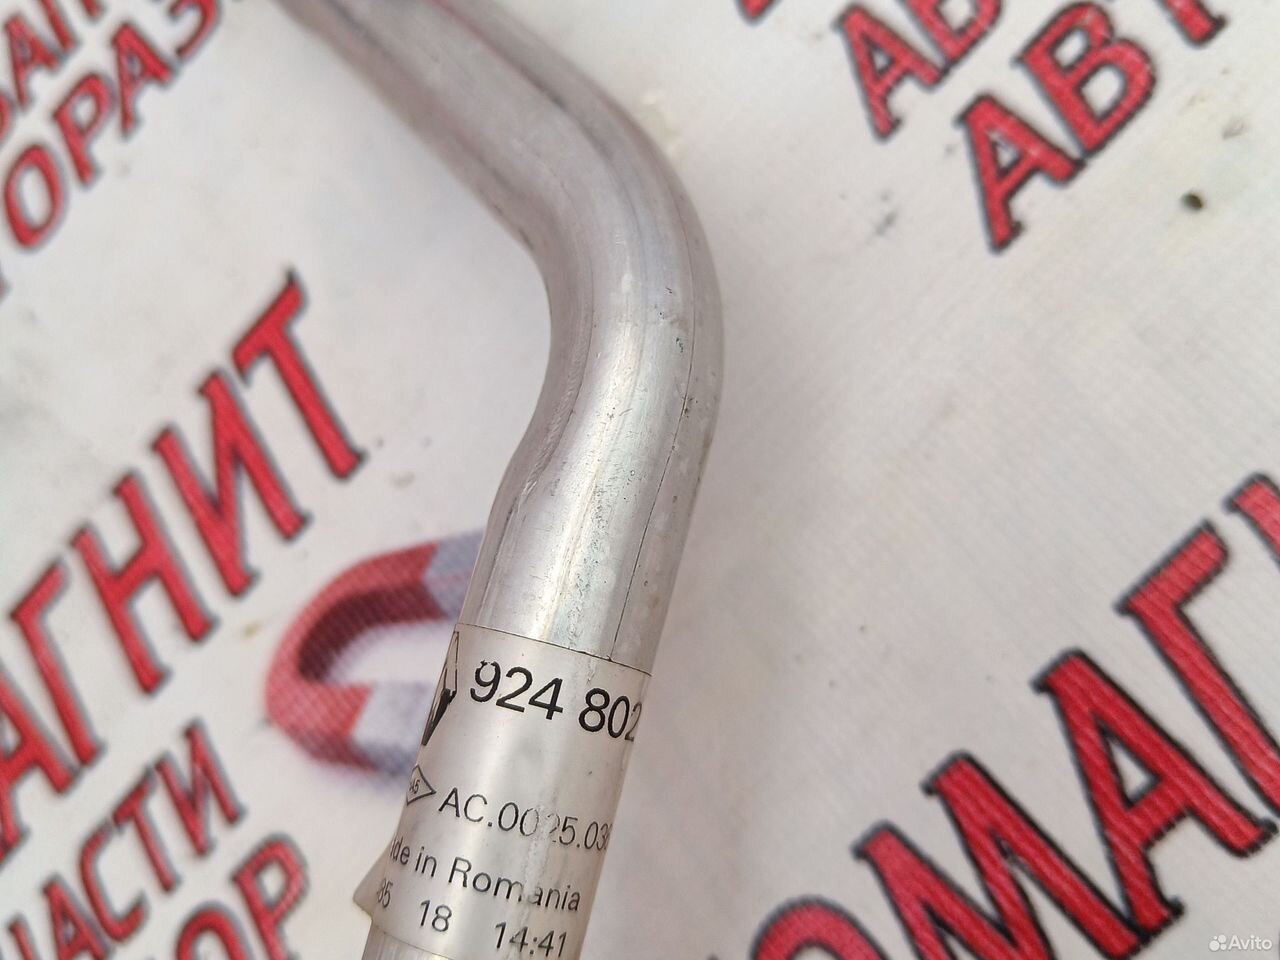 ОРАЗ
АВ
АВТ
АГНИТ
ЧАСТИ
ОР
ОМАГ
924 802
AC.0025.03
de in Romania
85 18 14:41
Avito